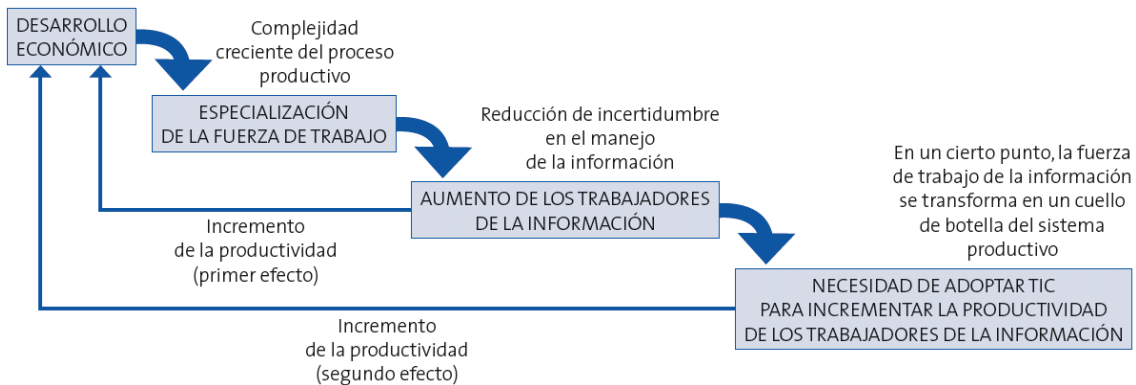 DESARROLLO
ECONÓMICO
Complejidad
creciente del proceso
productivo
ESPECIALIZACIÓN
DE LA FUERZA DE TRABAJO
Reducción de incertidumbre
en el manejo
de la información
AUMENTO DE LOS TRABAJADORES
DE LA INFORMACIÓN
En un cierto punto, la fuerza
de trabajo de la información
se transforma en un cuello
de botella del sistema
productivo
NECESIDAD DE ADOPTAR TIC
PARA INCREMENTAR LA PRODUCTIVIDAD
DE LOS TRABAJADORES DE LA INFORMACIÓN
Incremento
de la productividad
(primer efecto)
Incremento
de la productividad
(segundo efecto)